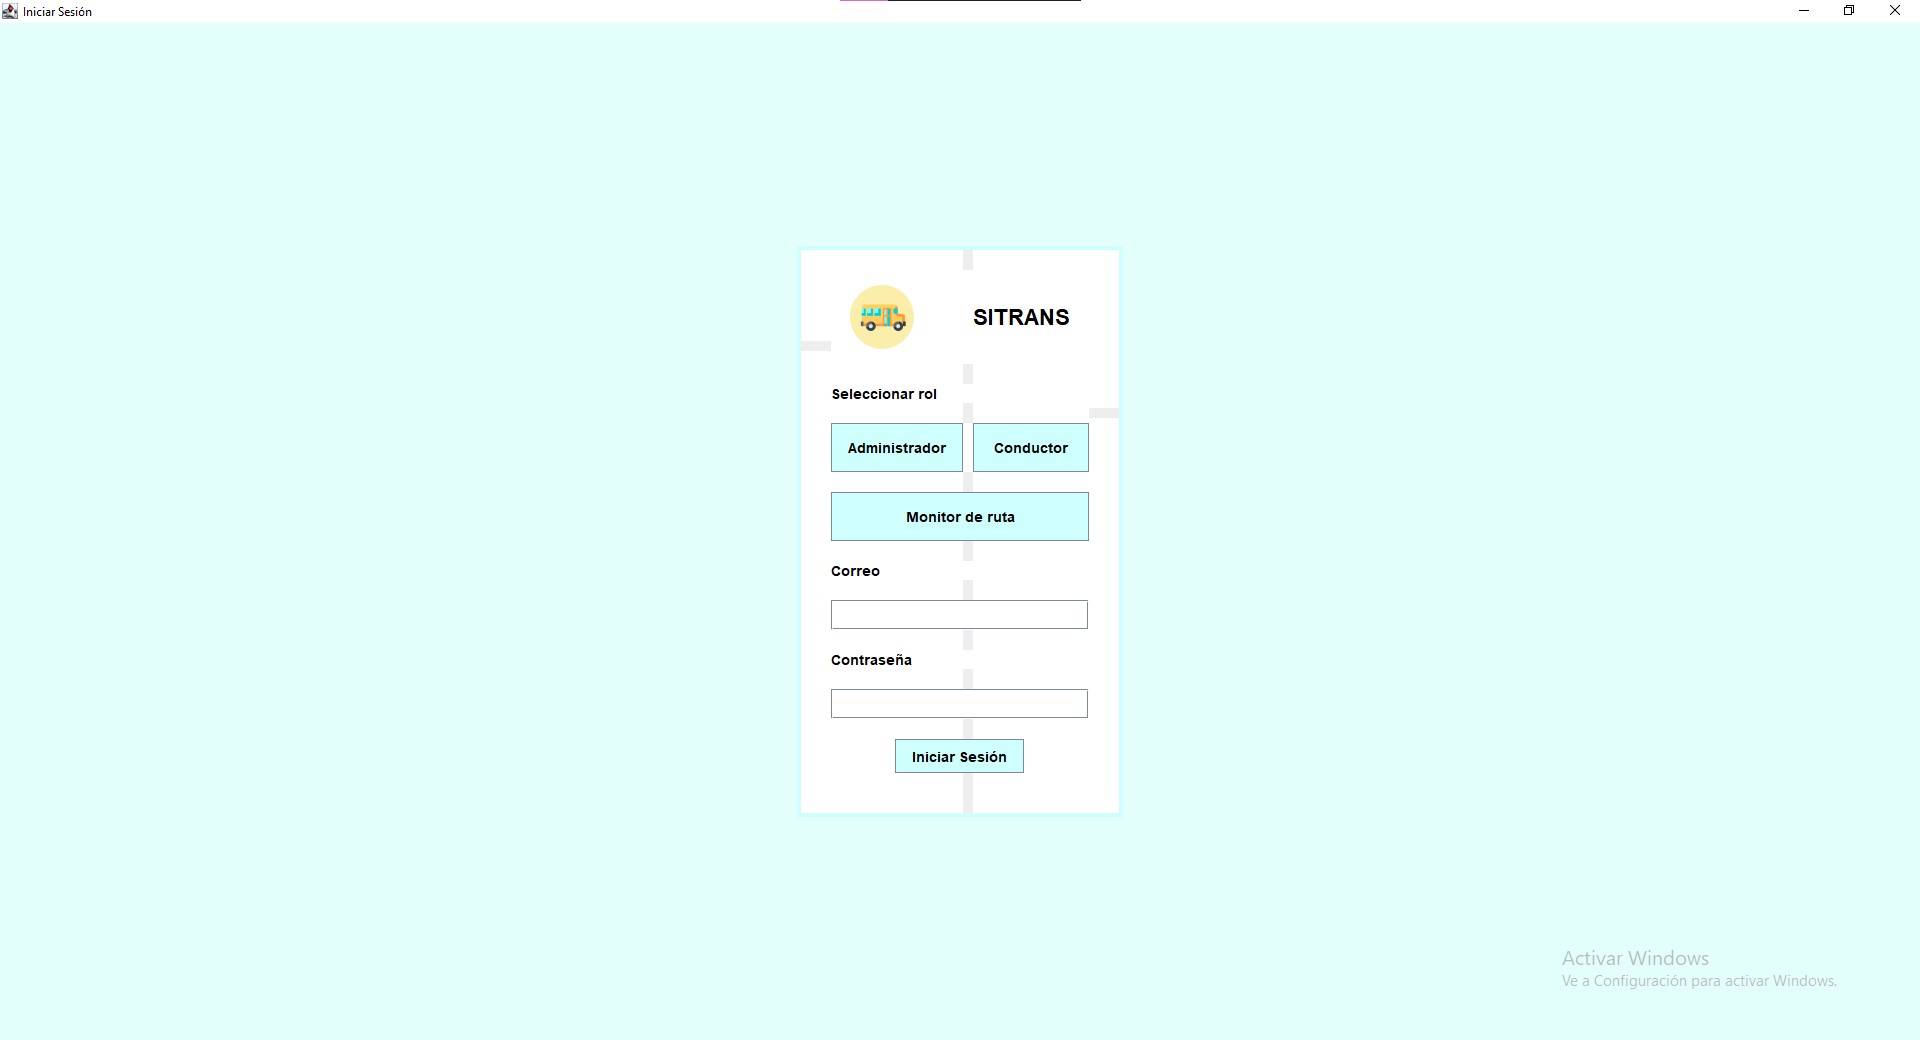 Iniciar Sesión
SITRANS
Seleccionar rol
Administrador
Conductor
Monitor de ruta
Correo
Contraseña
Iniciar Sesión
Activar Windows
Ve a Configuración para activar Windows.